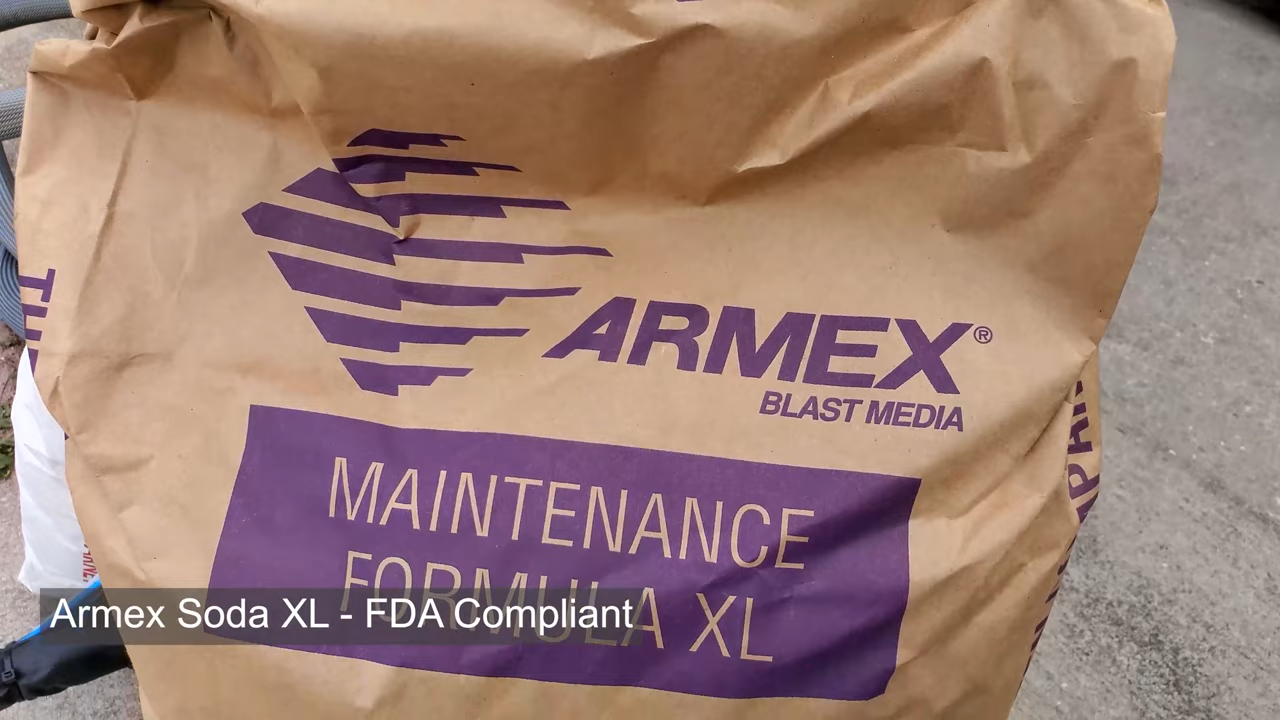 ARMEX®
BLAST MEDIA
MAINTENANCE
FORMULA XL
Armex Soda XL - FDA Compliant